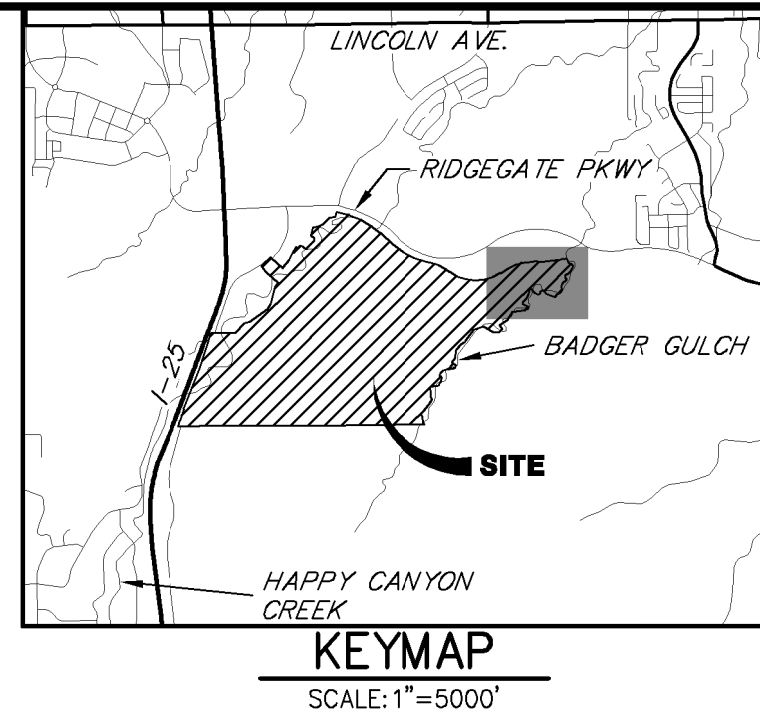 LINCOLN AVE.
RIDGEGATE PKWY
BADGER GULCH
I-25
SITE
HAPPY CANYON
CREEK
KEYMAP
SCALE: 1"=5000'